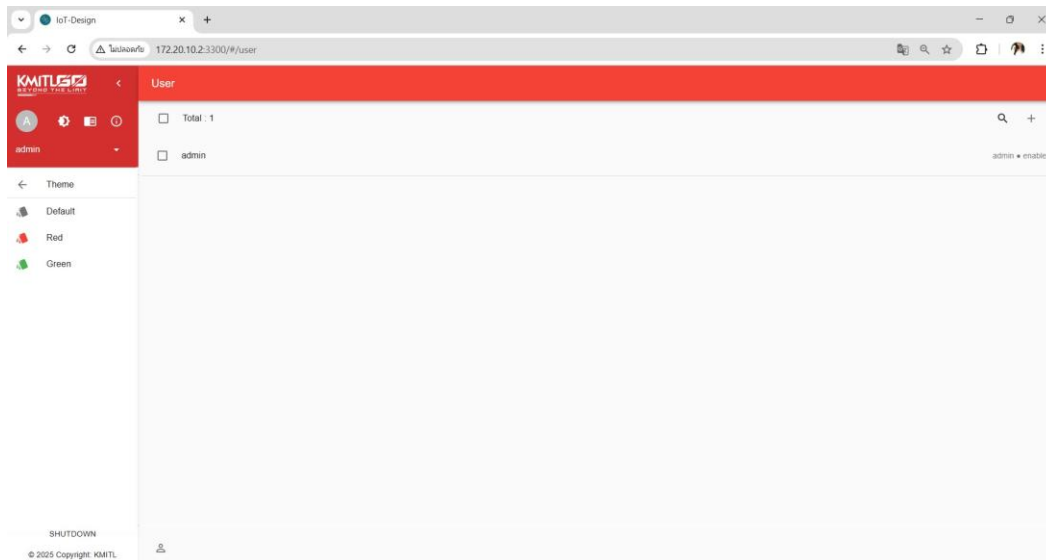 IoT-Design
ไม่ปลอดภัย 172.20.10.2:3300/#/user
KMITL
BEYOND THE LIMIT
User
A
Total : 1
admin
admin
admin • enable
Theme
Default
Red
Green
SHUTDOWN
© 2025 Copyright: KMITL